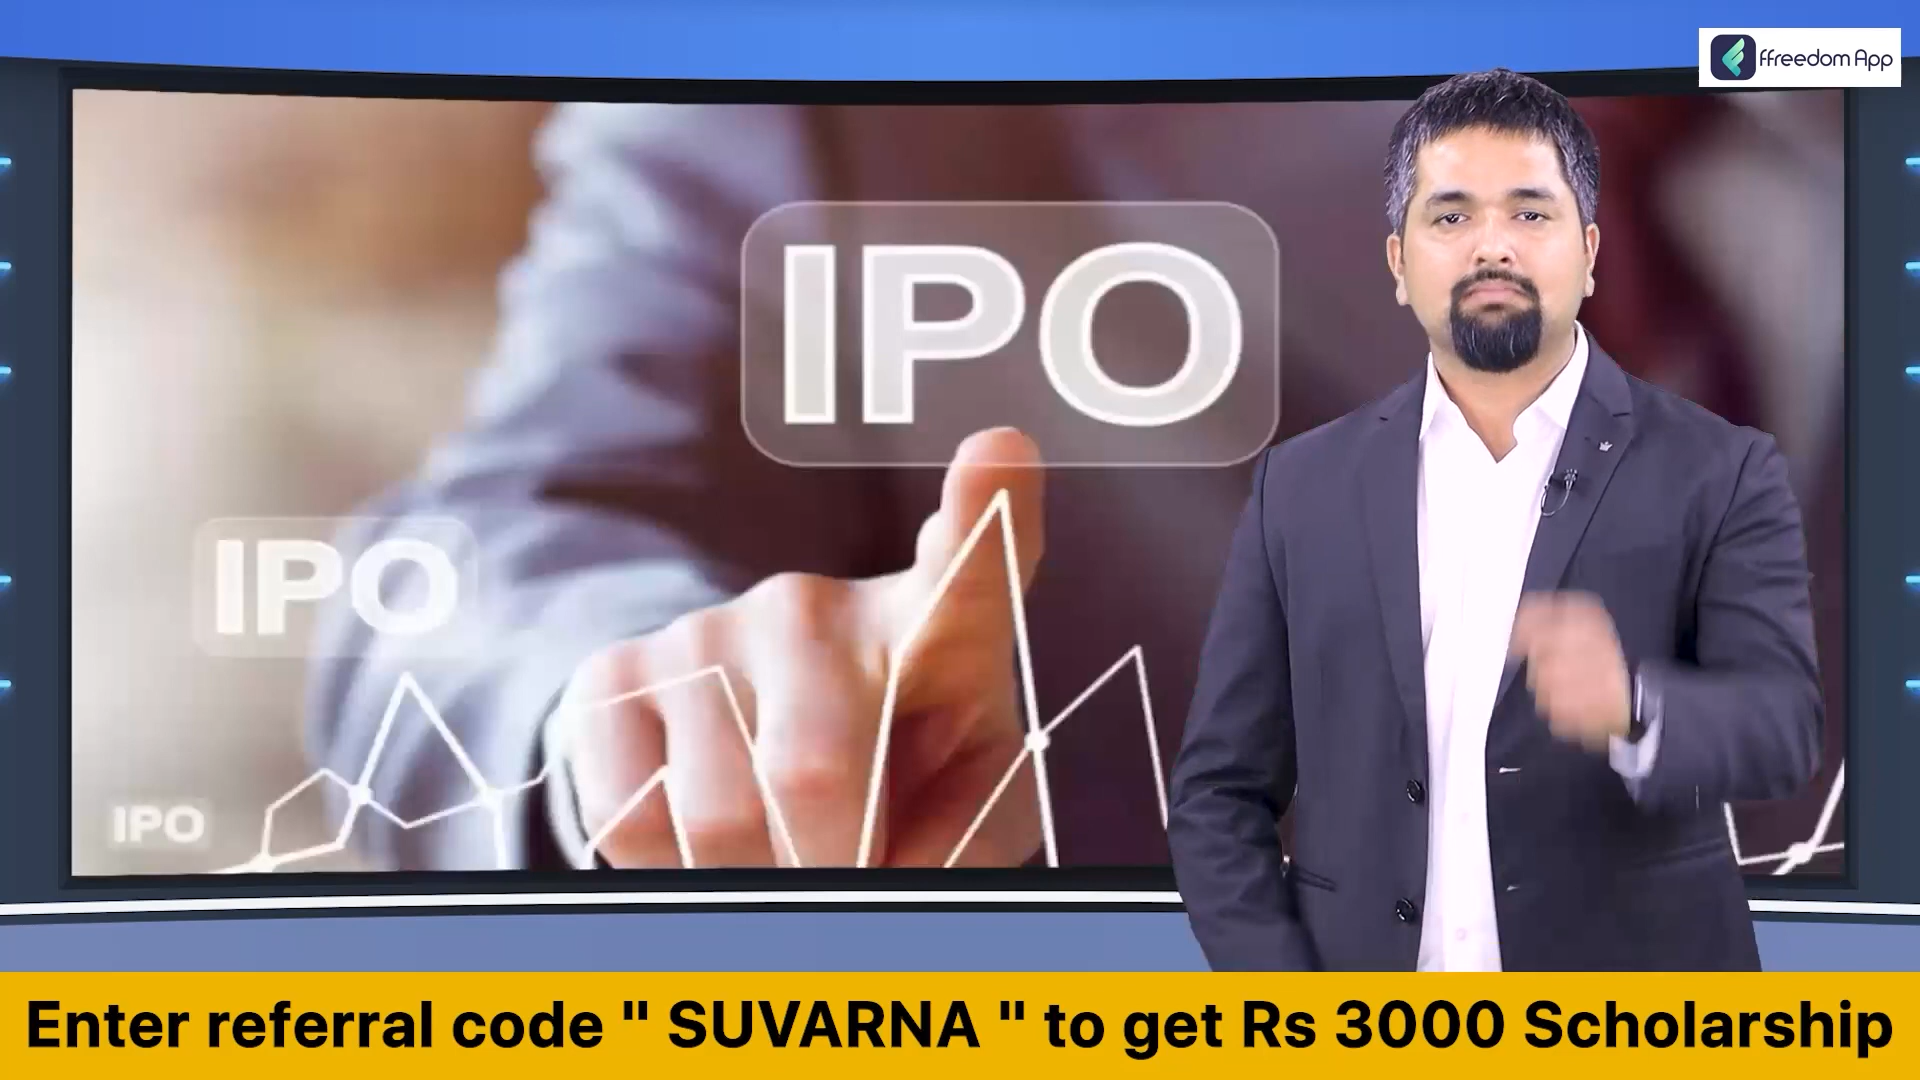 ffreedom App
IPO
IPO
IPO
Enter referral code " SUVARNA " to get Rs 3000 Scholarship